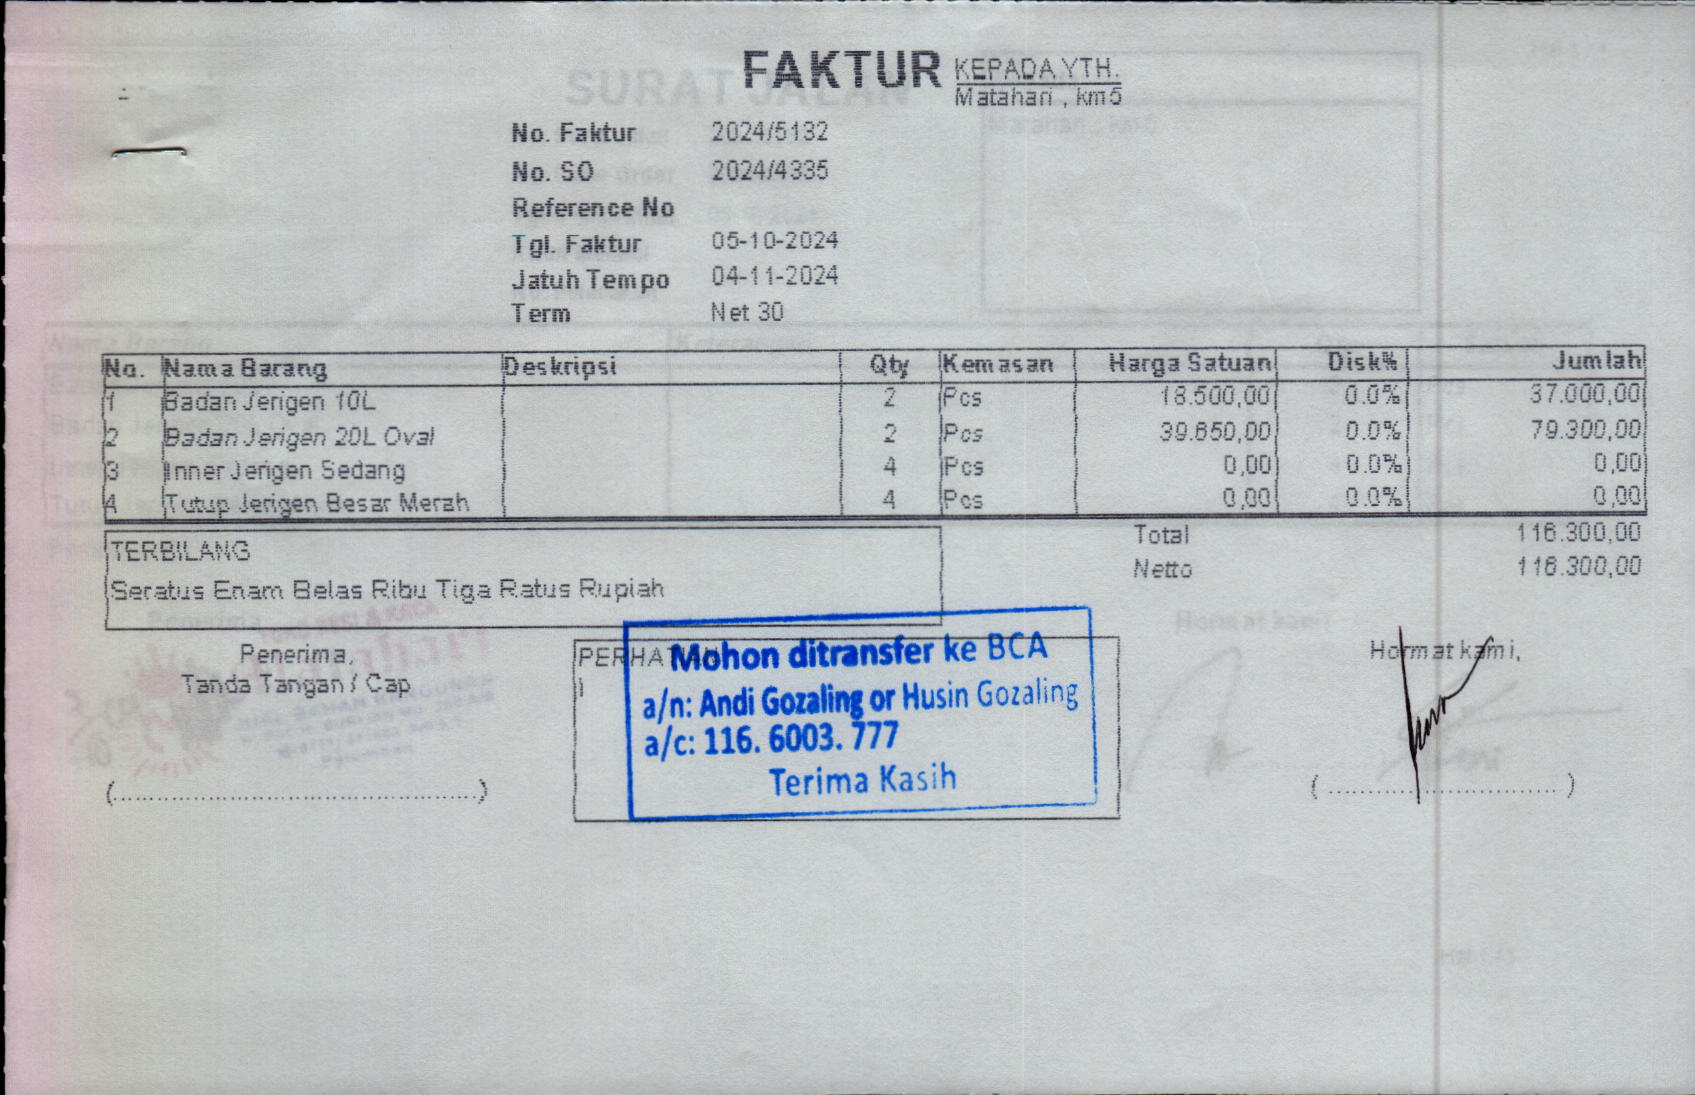 FAKTUR
KEPADA YTH.
Matahari , km5
No. Faktur 2024/5132
No. SO 2024/4335
Reference No
Tgl. Faktur 05-10-2024
Jatuh Tempo 04-11-2024
Term Net 30
No. Nama Barang Deskripsi Qty Kemasan Harga Satuan Disk% Jumlah
1 Badan Jerigen 10L 2 Pcs 18.500,00 0.0% 37.000,00
2 Badan Jerigen 20L Oval 2 Pcs 39.650,00 0.0% 79.300,00
3 Inner Jerigen Sedang 4 Pcs 0,00 0.0% 0,00
4 Tutup Jerigen Besar Merah 4 Pcs 0,00 0.0% 0,00
Total 116.300,00
Netto 116.300,00
TERBILANG
Seratus Enam Belas Ribu Tiga Ratus Rupiah
Penerima,
Tanda Tangan / Cap
(..............................................)
Mohon ditransfer ke BCA
a/n: Andi Gozaling or Husin Gozaling
a/c: 116. 6003. 777
Terima Kasih
Hormat kami,
(.............................)
SURAT JALAN
Matahari , km5